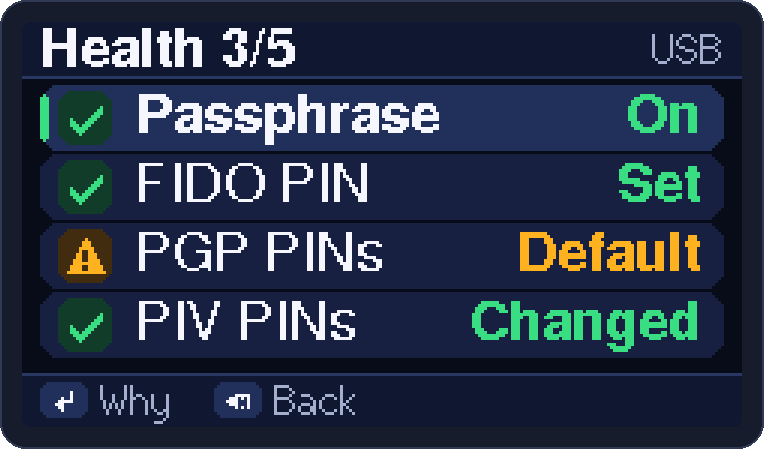 Health 3/5 USB
Passphrase On
FIDO PIN Set
PGP PINs Default
PIV PINs Changed
Why Back